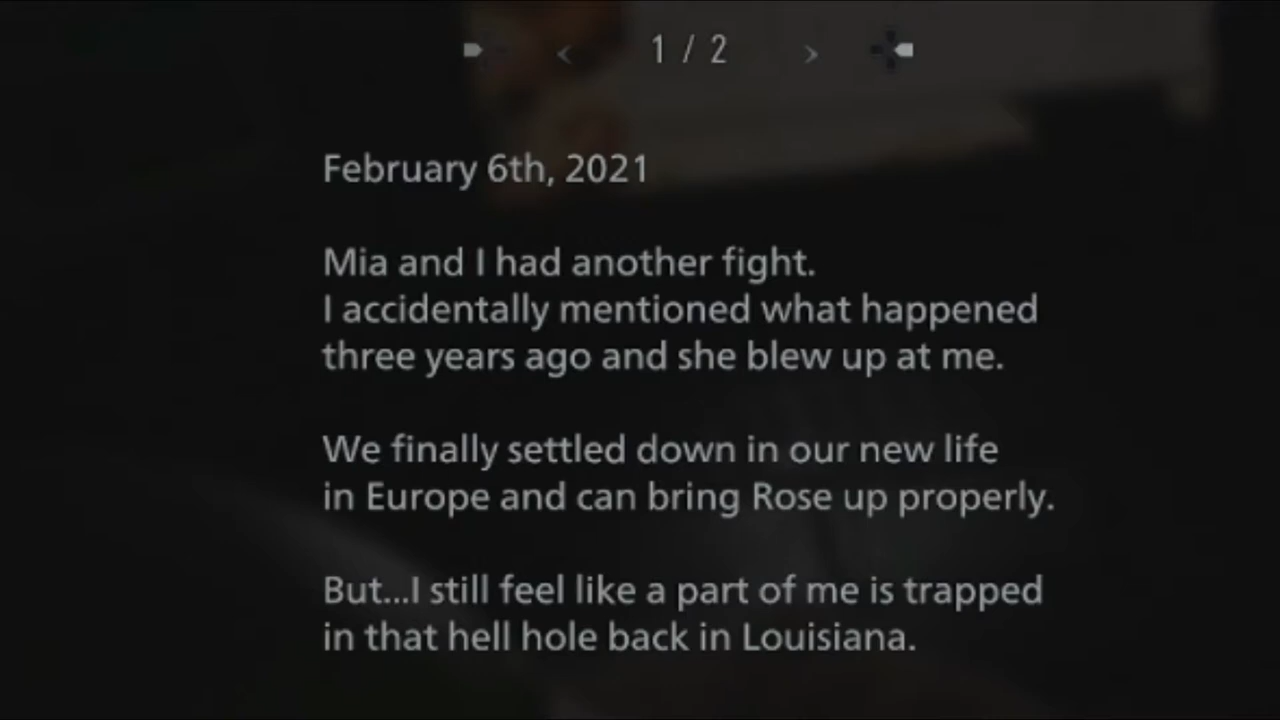 < 1 / 2 >
February 6th, 2021
Mia and I had another fight.
I accidentally mentioned what happened
three years ago and she blew up at me.
We finally settled down in our new life
in Europe and can bring Rose up properly.
But...I still feel like a part of me is trapped
in that hell hole back in Louisiana.